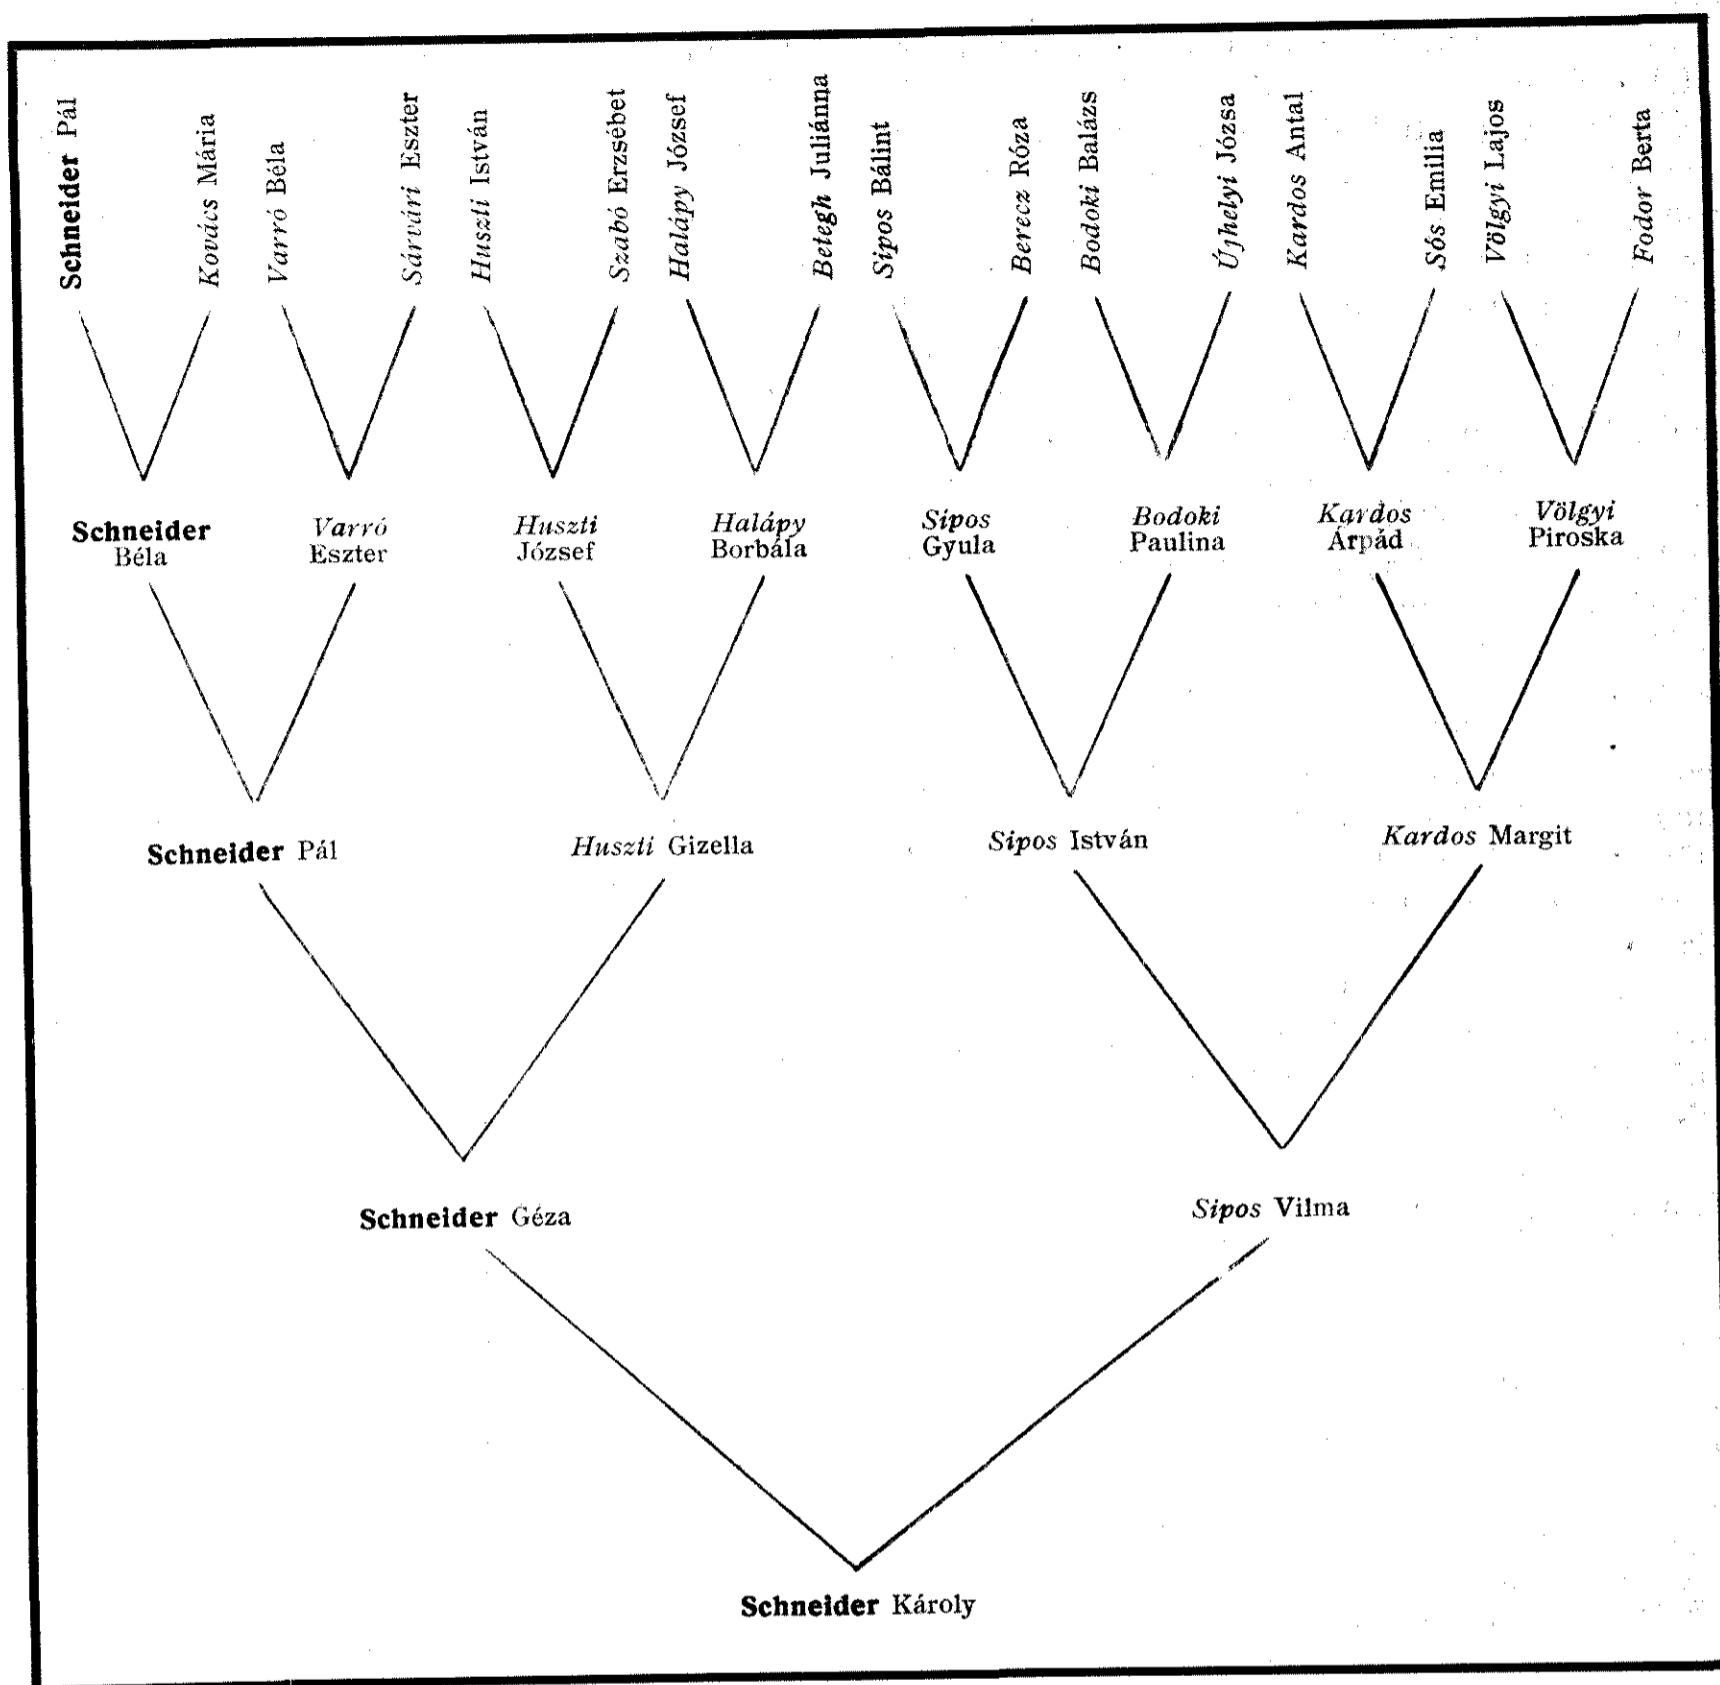 Schneider Pál
Kovács Mária
Varró Béla
Sárvári Eszter
Huszti István
Szabó Erzsébet
Halápy József
Betegh Juliánna
Sipos Bálint
Berecz Róza
Bodoki Balázs
Újhelyi Józsa
Kardos Antal
Sós Emilia
Völgyi Lajos
Fodor Berta
Schneider
Béla
Varró
Eszter
Huszti
József
Halápy
Borbála
Sipos
Gyula
Bodoki
Paulina
Kardos
Árpád
Völgyi
Piroska
Schneider Pál
Huszti Gizella
Sipos István
Kardos Margit
Schneider Géza
Sipos Vilma
Schneider Károly